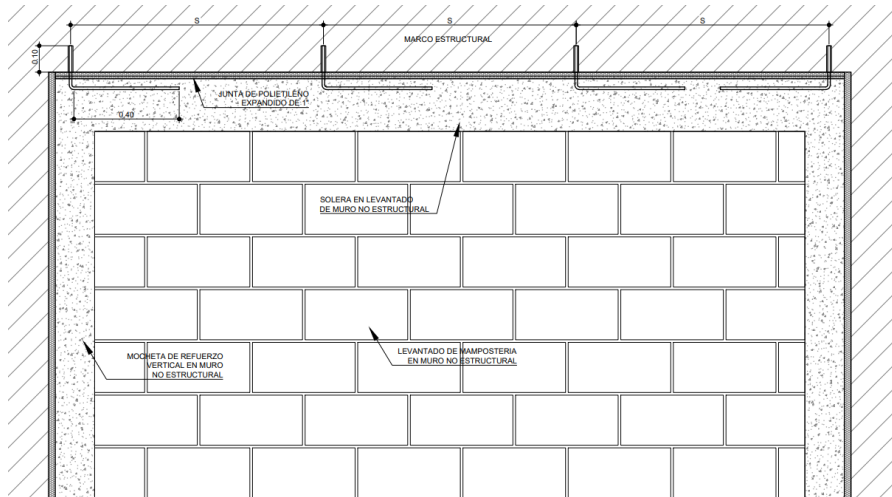 S
S
S
MARCO ESTRUCTURAL
0.10
JUNTA DE POLIETILENO
EXPANDIDO DE 1"
0.40
SOLERA EN LEVANTADO
DE MURO NO ESTRUCTURAL
MOCHETA DE REFUERZO
VERTICAL EN MURO
NO ESTRUCTURAL
LEVANTADO DE MAMPOSTERIA
EN MURO NO ESTRUCTURAL